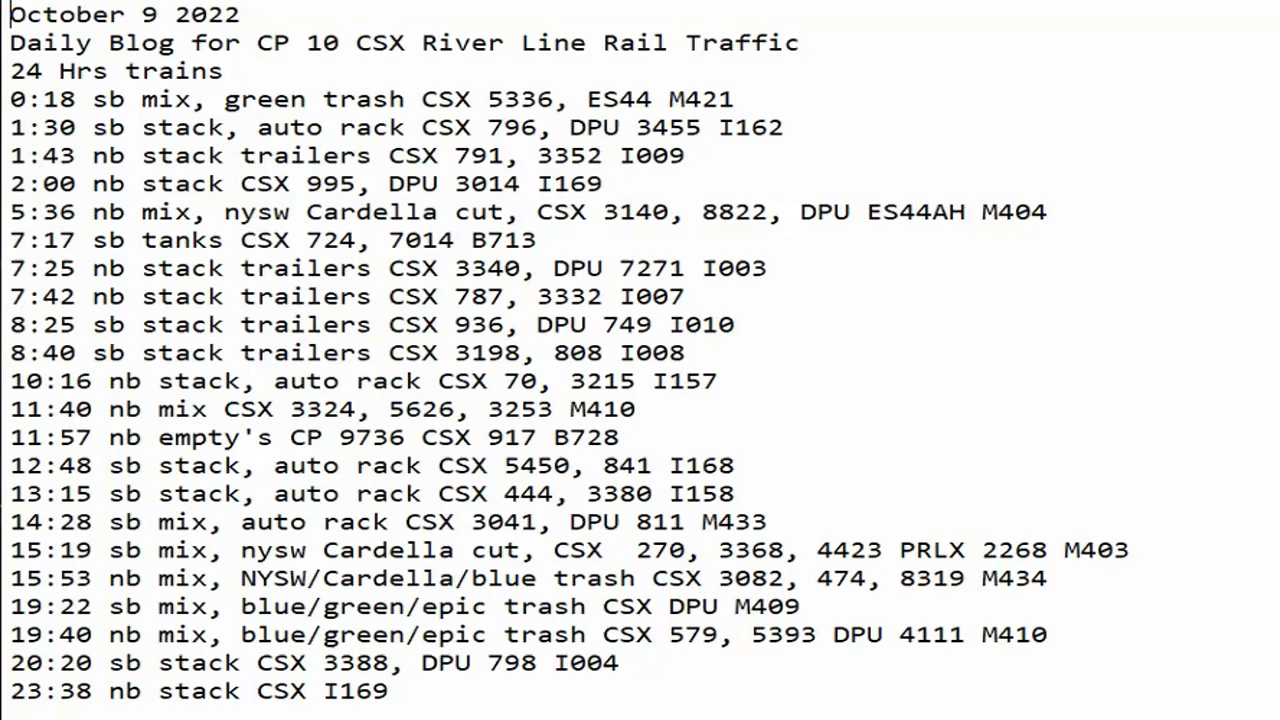 October 9 2022
Daily Blog for CP 10 CSX River Line Rail Traffic
24 Hrs trains
0:18 sb mix, green trash CSX 5336, ES44 M421
1:30 sb stack, auto rack CSX 796, DPU 3455 I162
1:43 nb stack trailers CSX 791, 3352 I009
2:00 nb stack CSX 995, DPU 3014 I169
5:36 nb mix, nysw Cardella cut, CSX 3140, 8822, DPU ES44AH M404
7:17 sb tanks CSX 724, 7014 B713
7:25 nb stack trailers CSX 3340, DPU 7271 I003
7:42 nb stack trailers CSX 787, 3332 I007
8:25 sb stack trailers CSX 936, DPU 749 I010
8:40 sb stack trailers CSX 3198, 808 I008
10:16 nb stack, auto rack CSX 70, 3215 I157
11:40 nb mix CSX 3324, 5626, 3253 M410
11:57 nb empty's CP 9736 CSX 917 B728
12:48 sb stack, auto rack CSX 5450, 841 I168
13:15 sb stack, auto rack CSX 444, 3380 I158
14:28 sb mix, auto rack CSX 3041, DPU 811 M433
15:19 sb mix, nysw Cardella cut, CSX  270, 3368, 4423 PRLX 2268 M403
15:53 nb mix, NYSW/Cardella/blue trash CSX 3082, 474, 8319 M434
19:22 sb mix, blue/green/epic trash CSX DPU M409
19:40 nb mix, blue/green/epic trash CSX 579, 5393 DPU 4111 M410
20:20 sb stack CSX 3388, DPU 798 I004
23:38 nb stack CSX I169